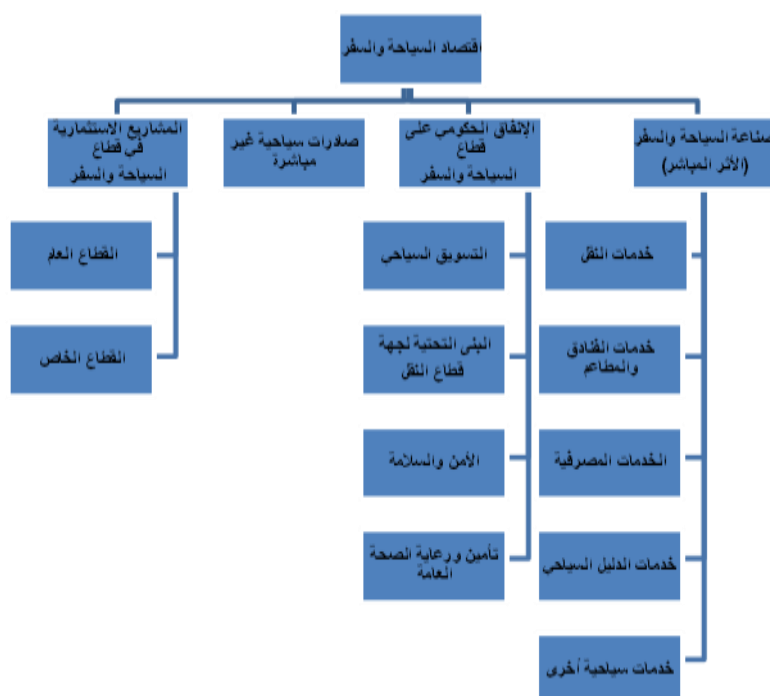 اقتصاد السياحة والسفر
صناعة السياحة والسفر
(الأثر المباشر)
خدمات النقل
خدمات الفنادق
والمطاعم
الخدمات المصرفية
خدمات الدليل السياحي
خدمات سياحية أخرى
الإنفاق الحكومي على
قطاع
السياحة والسفر
التسويق السياحي
البنى التحتية لجهة
قطاع النقل
الأمن والسلامة
تأمين ورعاية الصحة
العامة
صادرات سياحية غير
مباشرة
المشاريع الاستثمارية
في قطاع
السياحة والسفر
القطاع العام
القطاع الخاص